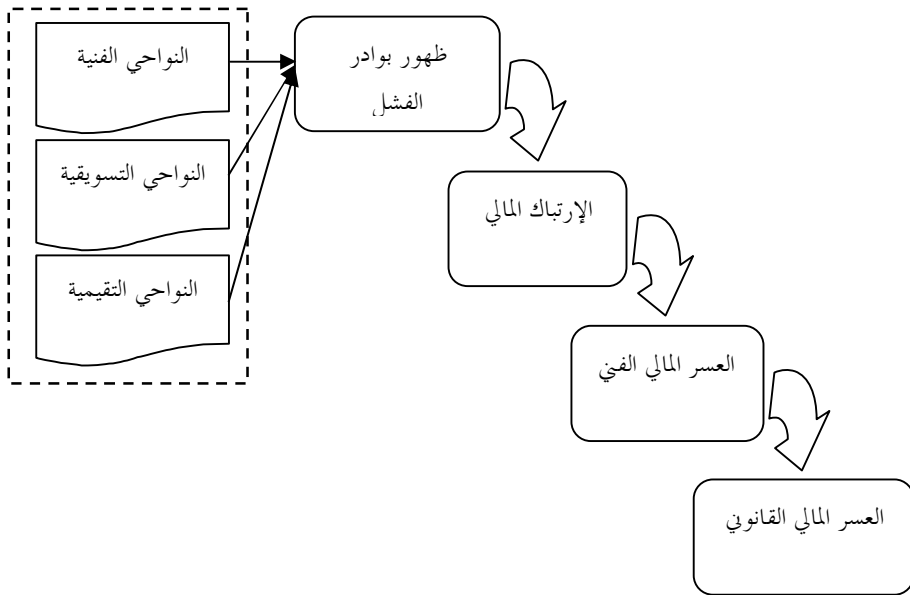 النواحي الفنية
النواحي التسويقية
النواحي التقيمية
ظهور بوادر
الفشل
الإرتباك المالي
العسر المالي الفني
العسر المالي القانوني